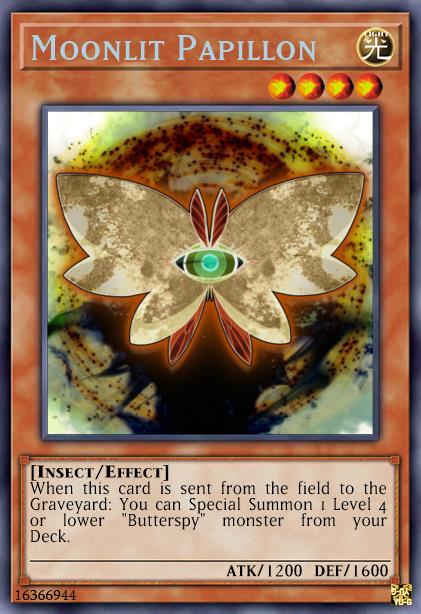 Moonlit Papillon
LIGHT
光
[Insect/Effect]
When this card is sent from the field to the
Graveyard: You can Special Summon 1 Level 4
or lower "Butterspy" monster from your
Deck.
ATK/1200 DEF/1600
16366944